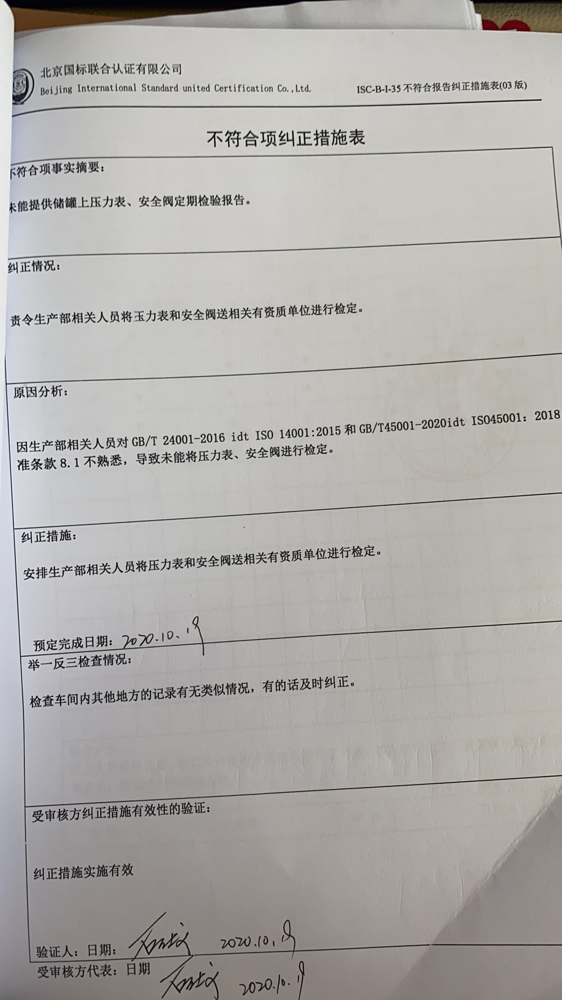 北京国标联合认证有限公司
Beijing International Standard united Certification Co.,Ltd.
ISC-B-I-35 不符合报告纠正措施表(03 版)
不符合项纠正措施表
不符合项事实摘要：
未能提供储罐上压力表、安全阀定期检验报告。
纠正情况：
责令生产部相关人员将玉力表和安全阀送相关有资质单位进行检定。
原因分析：
因生产部相关人员对 GB/T 24001-2016 idt ISO 14001:2015 和 GB/T45001-2020idt ISO45001：2018
准条款 8.1 不熟悉，导致未能将压力表、安全阀进行检定。
纠正措施：
安排生产部相关人员将压力表和安全阀送相关有资质单位进行检定。
预定完成日期：2020.10.19
举一反三检查情况：
检查车间内其他地方的记录有无类似情况，有的话及时纠正。
受审核方纠正措施有效性的验证：
纠正措施实施有效
验证人：日期： 2020.10.19
受审核方代表：日期 2020.10.19